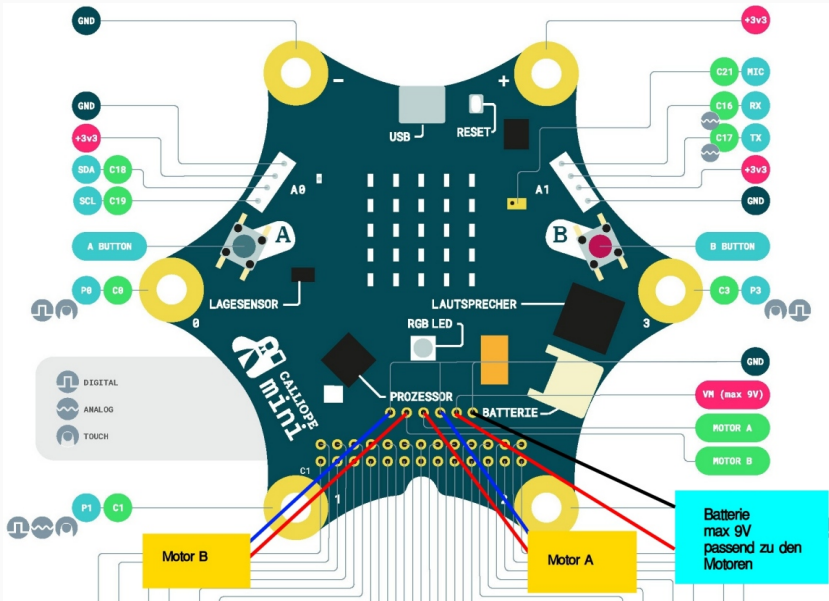 GND
+3v3
-
+
C21 MIC
C16 RX
USB
RESET
GND
C17 TX
+3v3
+3v3
SDA C18
A0
A1
SCL C19
GND
A
B
A BUTTON
B BUTTON
P0 C0
C3 P3
LAGESENSOR
LAUTSPRECHER
0
3
RGB LED
CALLIOPE
mini
GND
DIGITAL
PROZESSOR
VM (max 9V)
ANALOG
BATTERIE
MOTOR A
TOUCH
MOTOR B
C1
1
2
P1 C1
Batterie
max 9V
passend zu den
Motoren
Motor B
Motor A